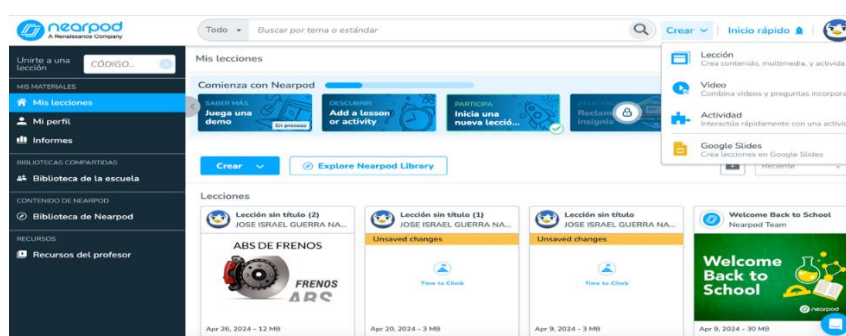 nearpod
A Renaissance Company
Todo
Buscar por tema o estándar
Crear
Inicio rápido
Unirte a una lección
CÓDIGO...
MIS MATERIALES
Mis lecciones
Mi perfil
Informes
BIBLIOTECAS COMPARTIDAS
Biblioteca de la escuela
CONTENIDO DE NEARPOD
Biblioteca de Nearpod
RECURSOS
Recursos del profesor
Mis lecciones
Comienza con Nearpod
SABER MÁS
Juega una
demo
En proceso
DESCUBRIR
Add a lesson
or activity
PARTICIPA
Inicia una
nueva lecció...
Reclam
insignia
Lección
Crea contenido, multimedia, y activida
Video
Combina videos y preguntas incorpora
Actividad
Interactúa rápidamente con una activic
Google Slides
Crea lecciones en Google Slides
Crear
Explore Nearpod Library
Reciente
Lecciones
Lección sin título (2)
JOSE ISRAEL GUERRA NA...
ABS DE FRENOS
FRENOS
ABS
Apr 26, 2024 - 12 MB
Lección sin título (1)
JOSE ISRAEL GUERRA NA...
Unsaved changes
Time to Climb
Apr 20, 2024 - 3 MB
Lección sin título
JOSE ISRAEL GUERRA NA...
Unsaved changes
Time to Climb
Apr 9, 2024 - 3 MB
Welcome Back to School
Nearpod Team
Welcome
Back to
School
nearpod
Apr 9, 2024 - 30 MB